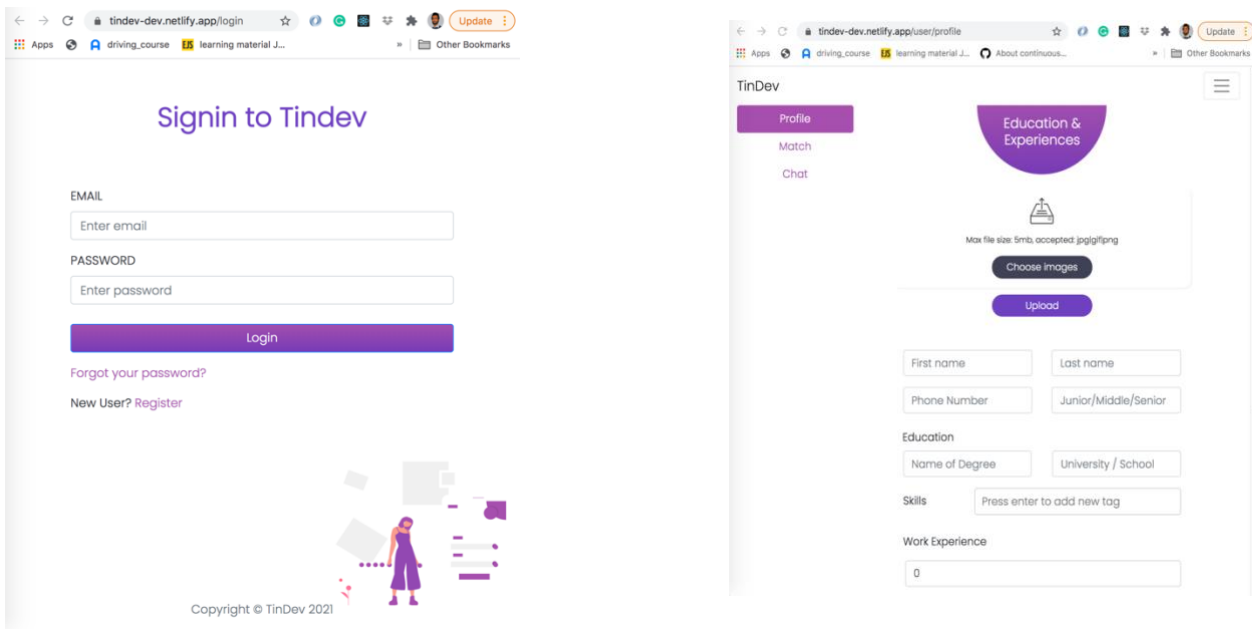 tindev-dev.netlify.app/login
Update
Apps
driving_course
EJS learning material J...
»
Other Bookmarks
Signin to Tindev
EMAIL
Enter email
PASSWORD
Enter password
Login
Forgot your password?
New User? Register
Copyright © TinDev 2021
tindev-dev.netlify.app/user/profile
Update
Apps
driving_course
EJS learning material J...
About continuous...
»
Other Bookmarks
TinDev
Profile
Match
Chat
Education &
Experiences
Max file size: 5mb, accepted: jpg|gif|png
Choose images
Upload
First name
Last name
Phone Number
Junior/Middle/Senior
Education
Name of Degree
University / School
Skills
Press enter to add new tag
Work Experience
0